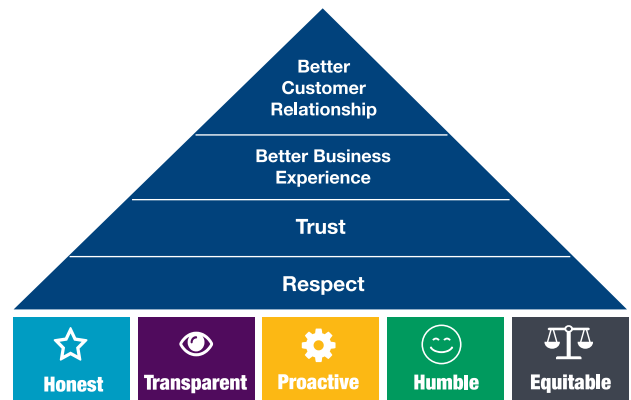 Better
Customer
Relationship
Better Business
Experience
Trust
Respect
Honest
Transparent
Proactive
Humble
Equitable